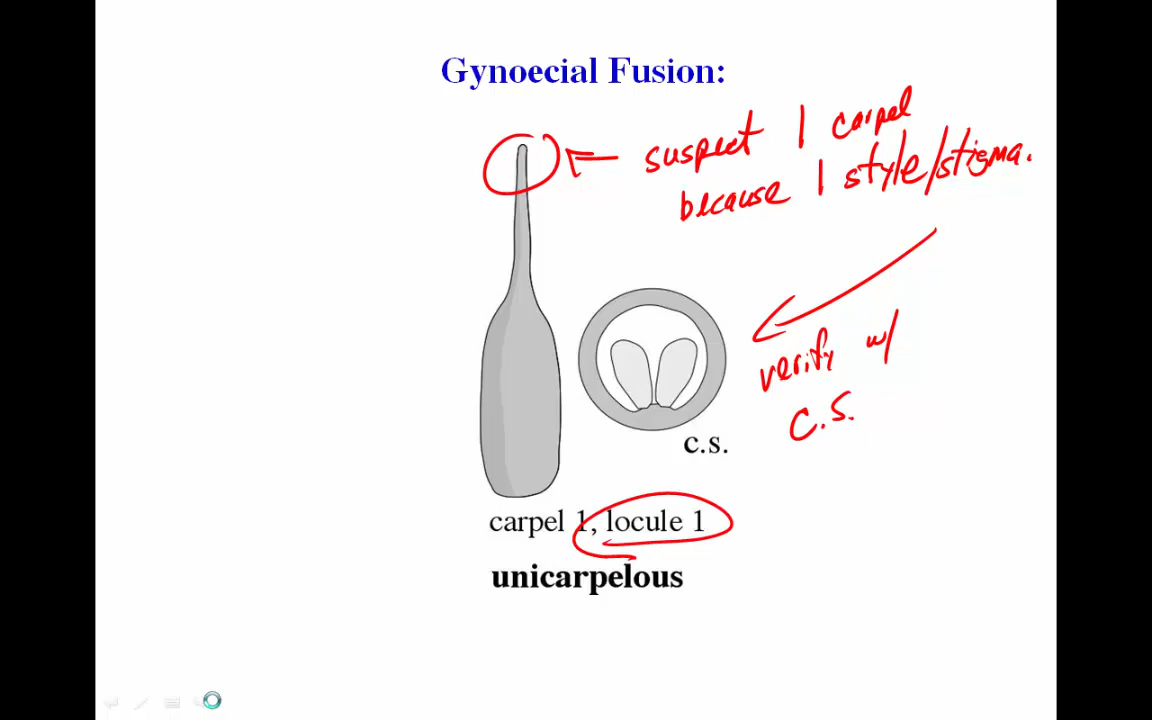 Gynoecial Fusion:
suspect 1 carpel
because 1 style/stigma.
verify w/
C.S.
c.s.
carpel 1, locule 1
unicarpelous